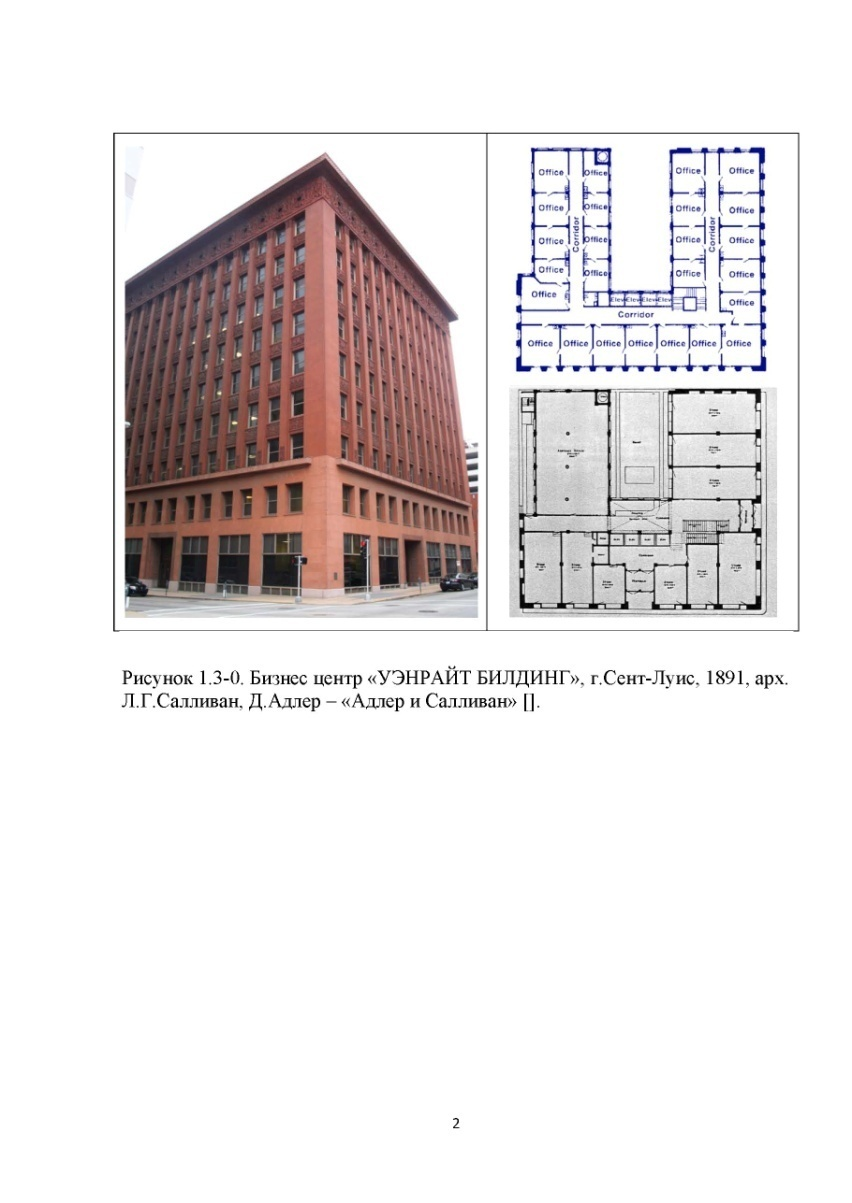 Office Office Office Office
Office Office Office Office
Office Office Office Office
Corridor Corridor
Office Office Office Office
Office Office
Elev Elev Elev Elev
Corridor
Office Office Office Office Office Office Office
Рисунок 1.3-0. Бизнес центр «УЭНРАЙТ БИЛДИНГ», г.Сент-Луис, 1891, арх.
Л.Г.Салливан, Д.Адлер – «Адлер и Салливан» [].
2